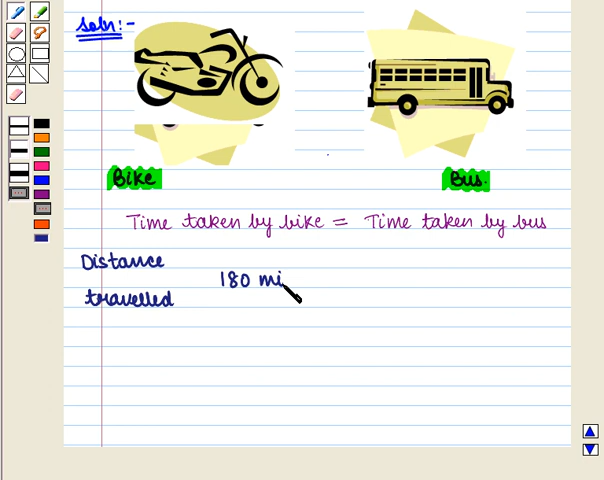 Soln:-
Bike
Bus.
Time taken by bike = Time taken by bus
Distance
180 mi
travelled